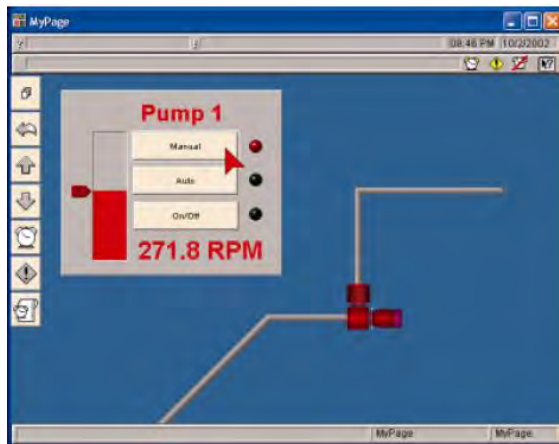 MyPage
08:46 PM 10/2/2002
Pump 1
Manual
Auto
On/Off
271.8 RPM
MyPage MyPage